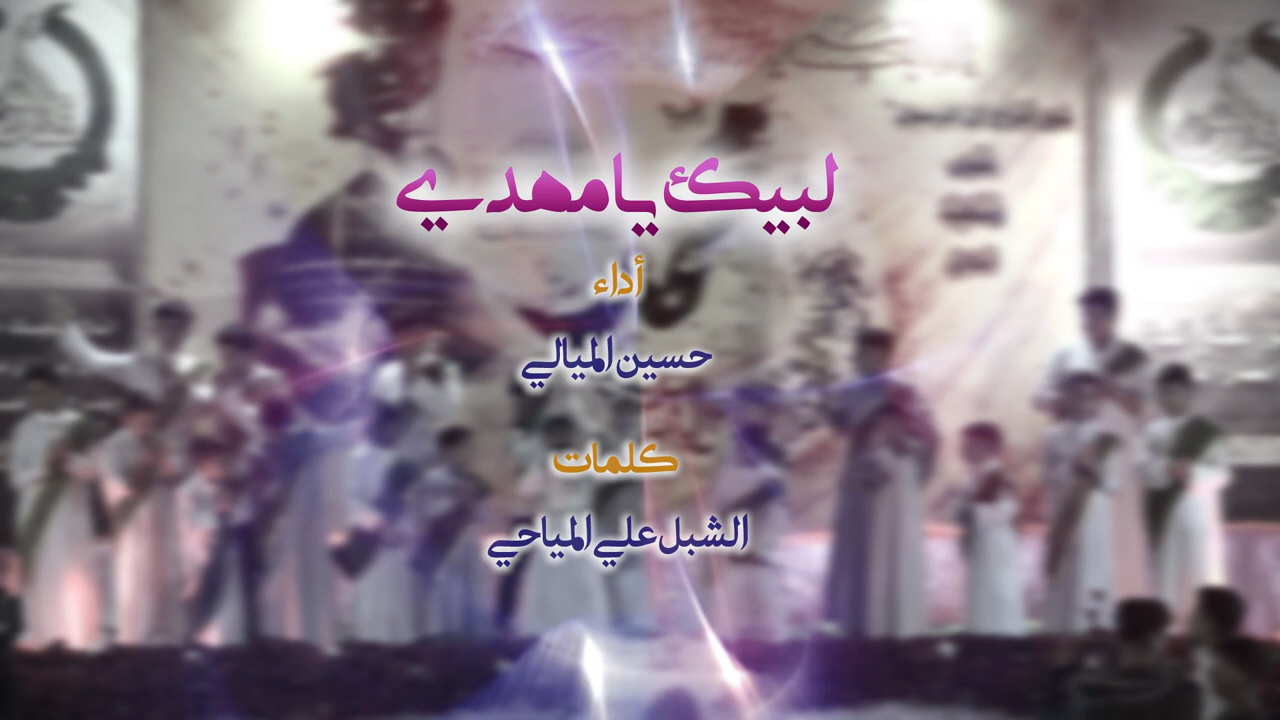 لبيك يا مهدي
أداء
حسين الميالي
كلمات
الشبل علي المياحي